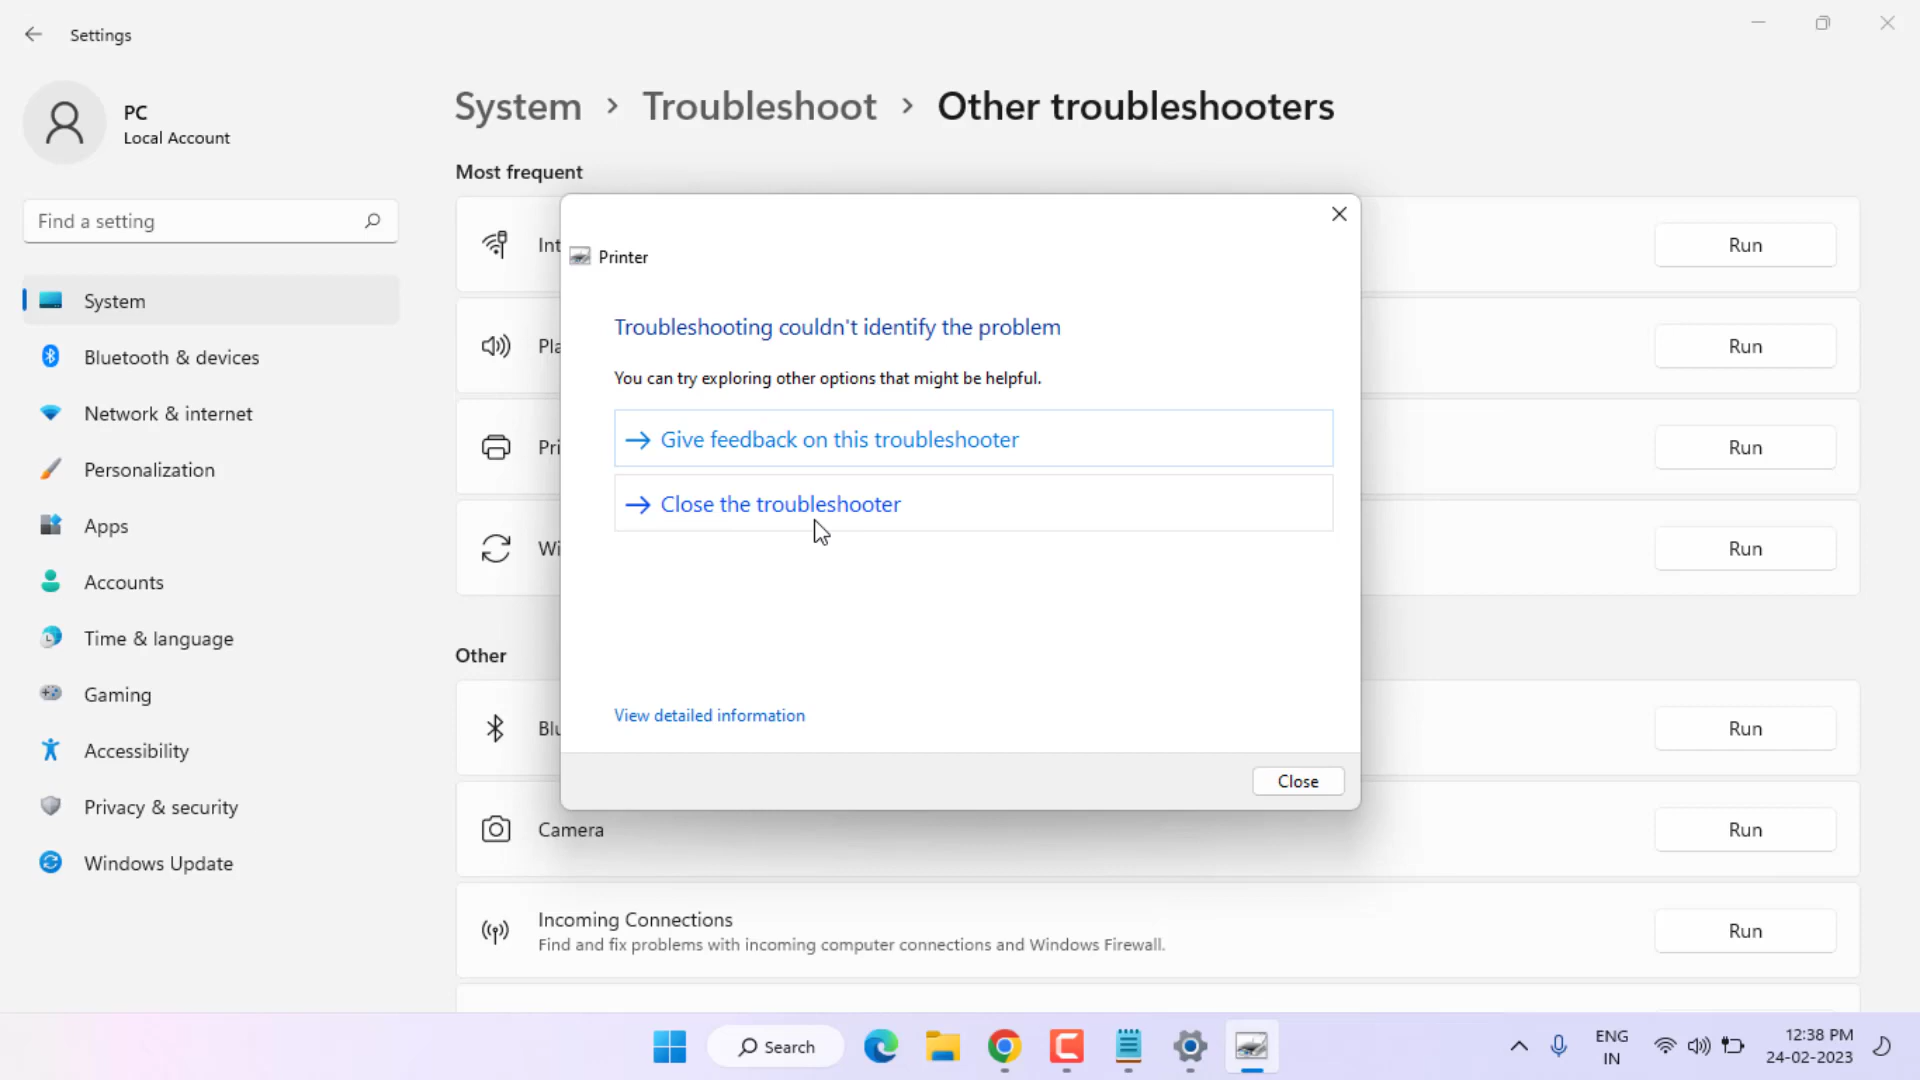 Settings
PC
Local Account
Find a setting
System
Bluetooth & devices
Network & internet
Personalization
Apps
Accounts
Time & language
Gaming
Accessibility
Privacy & security
Windows Update
System > Troubleshoot > Other troubleshooters
Most frequent
Int
Run
Pla
Run
Pri
Run
Wi
Run
Other
Blu
Run
Camera
Run
Incoming Connections
Find and fix problems with incoming computer connections and Windows Firewall.
Run
Printer
Troubleshooting couldn't identify the problem
You can try exploring other options that might be helpful.
Give feedback on this troubleshooter
Close the troubleshooter
View detailed information
Close
Search
ENG
IN
12:38 PM
24-02-2023